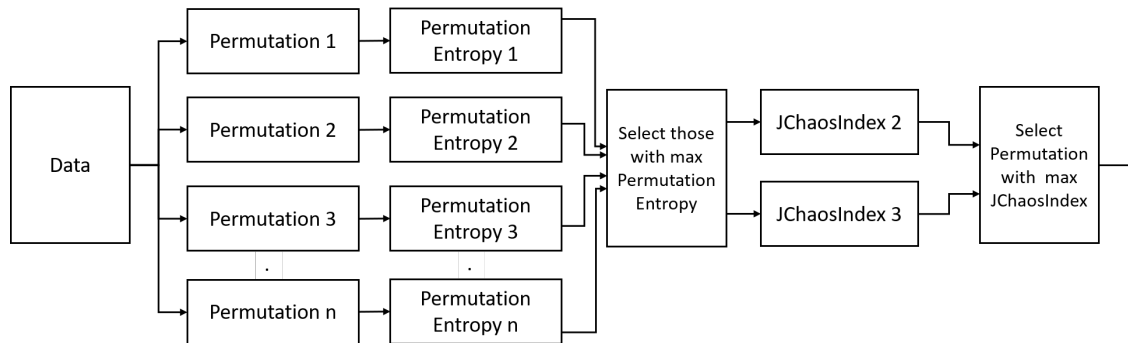 Data
Permutation 1
Permutation
Entropy 1
Permutation 2
Permutation
Entropy 2
Permutation 3
Permutation
Entropy 3
.
.
Permutation n
Permutation
Entropy n
Select those
with max
Permutation
Entropy
JChaosIndex 2
JChaosIndex 3
Select
Permutation
with  max
JChaosIndex